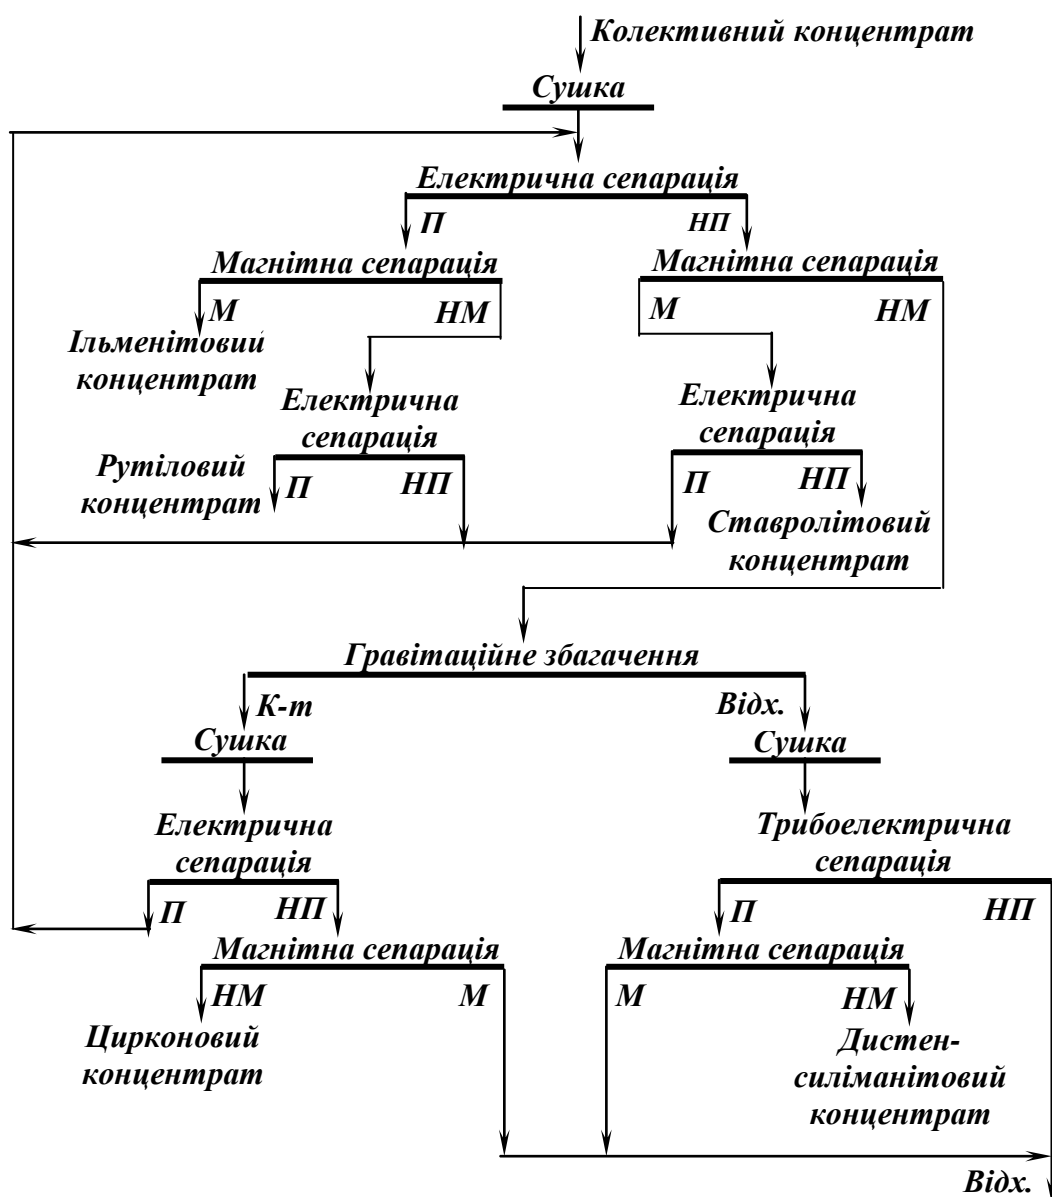 Колективний концентрат
Сушка
Електрична сепарація
П
НП
Магнітна сепарація
Магнітна сепарація
М
НМ
М
НМ
Ільменітовий
концентрат
Електрична
сепарація
Електрична
сепарація
Рутіловий
концентрат
П
НП
П
НП
Ставролітовий
концентрат
Гравітаційне збагачення
К-т
Відх.
Сушка
Сушка
Електрична
сепарація
Трибоелектрична
сепарація
П
НП
П
НП
Магнітна сепарація
Магнітна сепарація
НМ
М
М
НМ
Цирконовий
концентрат
Дистен-
силіманітовий
концентрат
Відх.